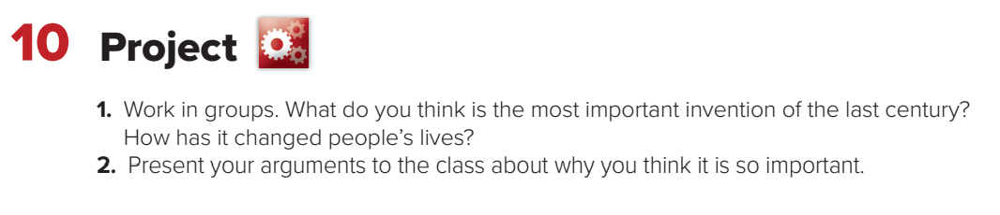 10 Project
1. Work in groups. What do you think is the most important invention of the last century?
How has it changed people’s lives?
2. Present your arguments to the class about why you think it is so important.